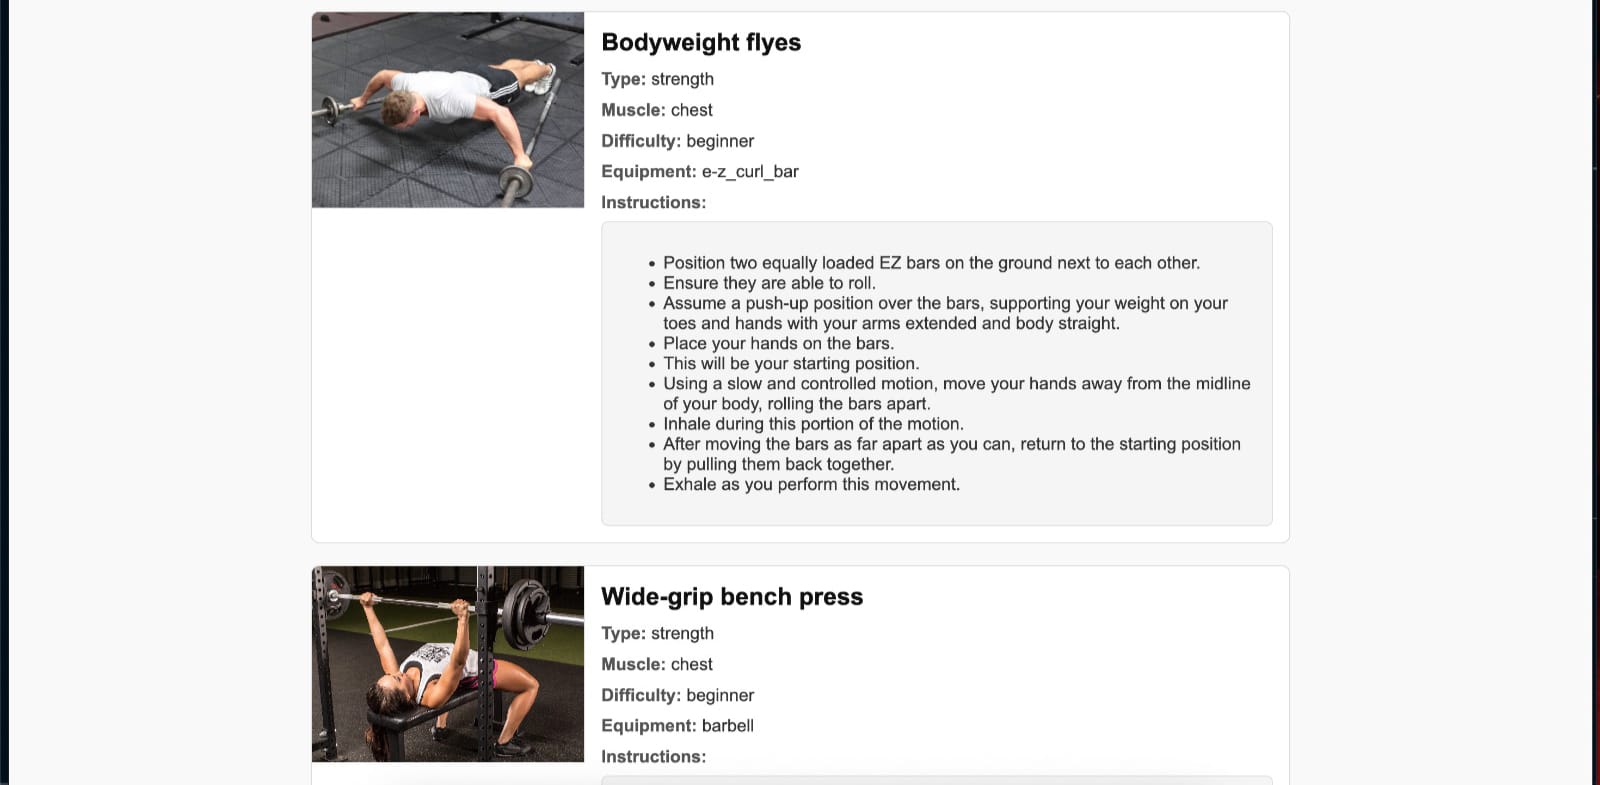 Bodyweight flyes
Type: strength
Muscle: chest
Difficulty: beginner
Equipment: e-z_curl_bar
Instructions:
• Position two equally loaded EZ bars on the ground next to each other.
• Ensure they are able to roll.
• Assume a push-up position over the bars, supporting your weight on your
toes and hands with your arms extended and body straight.
• Place your hands on the bars.
• This will be your starting position.
• Using a slow and controlled motion, move your hands away from the midline
of your body, rolling the bars apart.
• Inhale during this portion of the motion.
• After moving the bars as far apart as you can, return to the starting position
by pulling them back together.
• Exhale as you perform this movement.
Wide-grip bench press
Type: strength
Muscle: chest
Difficulty: beginner
Equipment: barbell
Instructions: